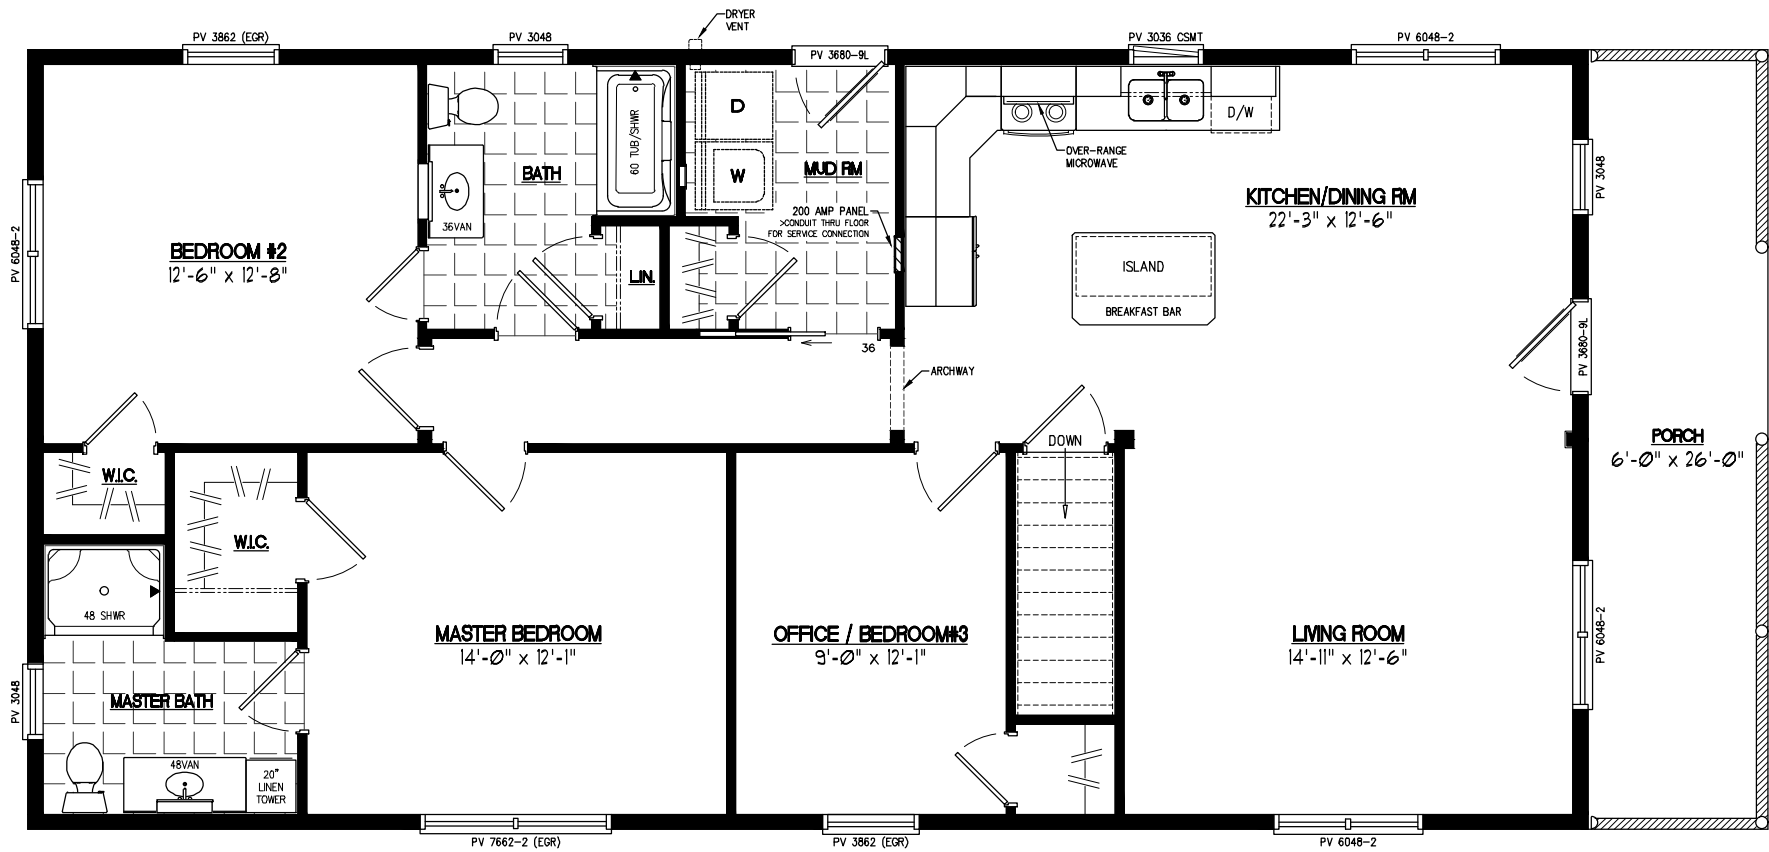 DRYER
VENT
PV 3862 (EGR)
PV 3048
PV 3680-9L
PV 3036 CSMT
PV 6048-2
D
W
60 TUB/SHWR
BATH
36VAN
MUD RM
200 AMP PANEL
>CONDUIT THRU FLOOR
FOR SERVICE CONNECTION
OVER-RANGE
MICROWAVE
D/W
KITCHEN/DINING RM
22'-3" x 12'-6"
PV 3048
PV 6048-2
BEDROOM #2
12'-6" x 12'-8"
LIN.
ISLAND
BREAKFAST BAR
36
ARCHWAY
PV 3680-9L
DOWN
PORCH
6'-0" x 26'-0"
W.I.C.
W.I.C.
48 SHWR
MASTER BEDROOM
14'-0" x 12'-1"
OFFICE / BEDROOM#3
9'-0" x 12'-1"
LIVING ROOM
14'-11" x 12'-6"
PV 6048-2
PV 3048
MASTER BATH
48VAN
20"
LINEN
TOWER
PV 7662-2 (EGR)
PV 3862 (EGR)
PV 6048-2